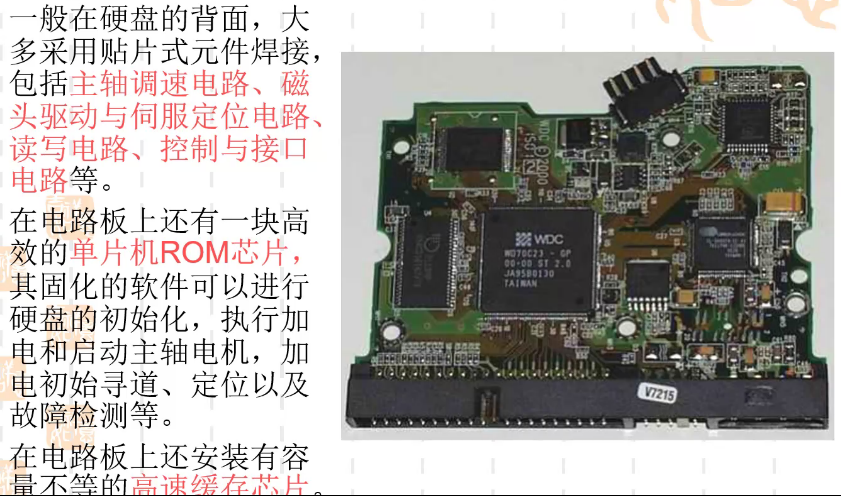 一般在硬盘的背面，大
多采用贴片式元件焊接，
包括主轴调速电路、磁
头驱动与伺服定位电路、
读写电路、控制与接口
电路等。
在电路板上还有一块高
效的单片机ROM芯片，
其固化的软件可以进行
硬盘的初始化，执行加
电和启动主轴电机，加
电初始寻道、定位以及
故障检测等。
在电路板上还安装有容
量不等的高速缓存芯片。
WDC
WD70C23 - GP
00-00 ST 2.0
JA95B0130
TAIWAN
V7215